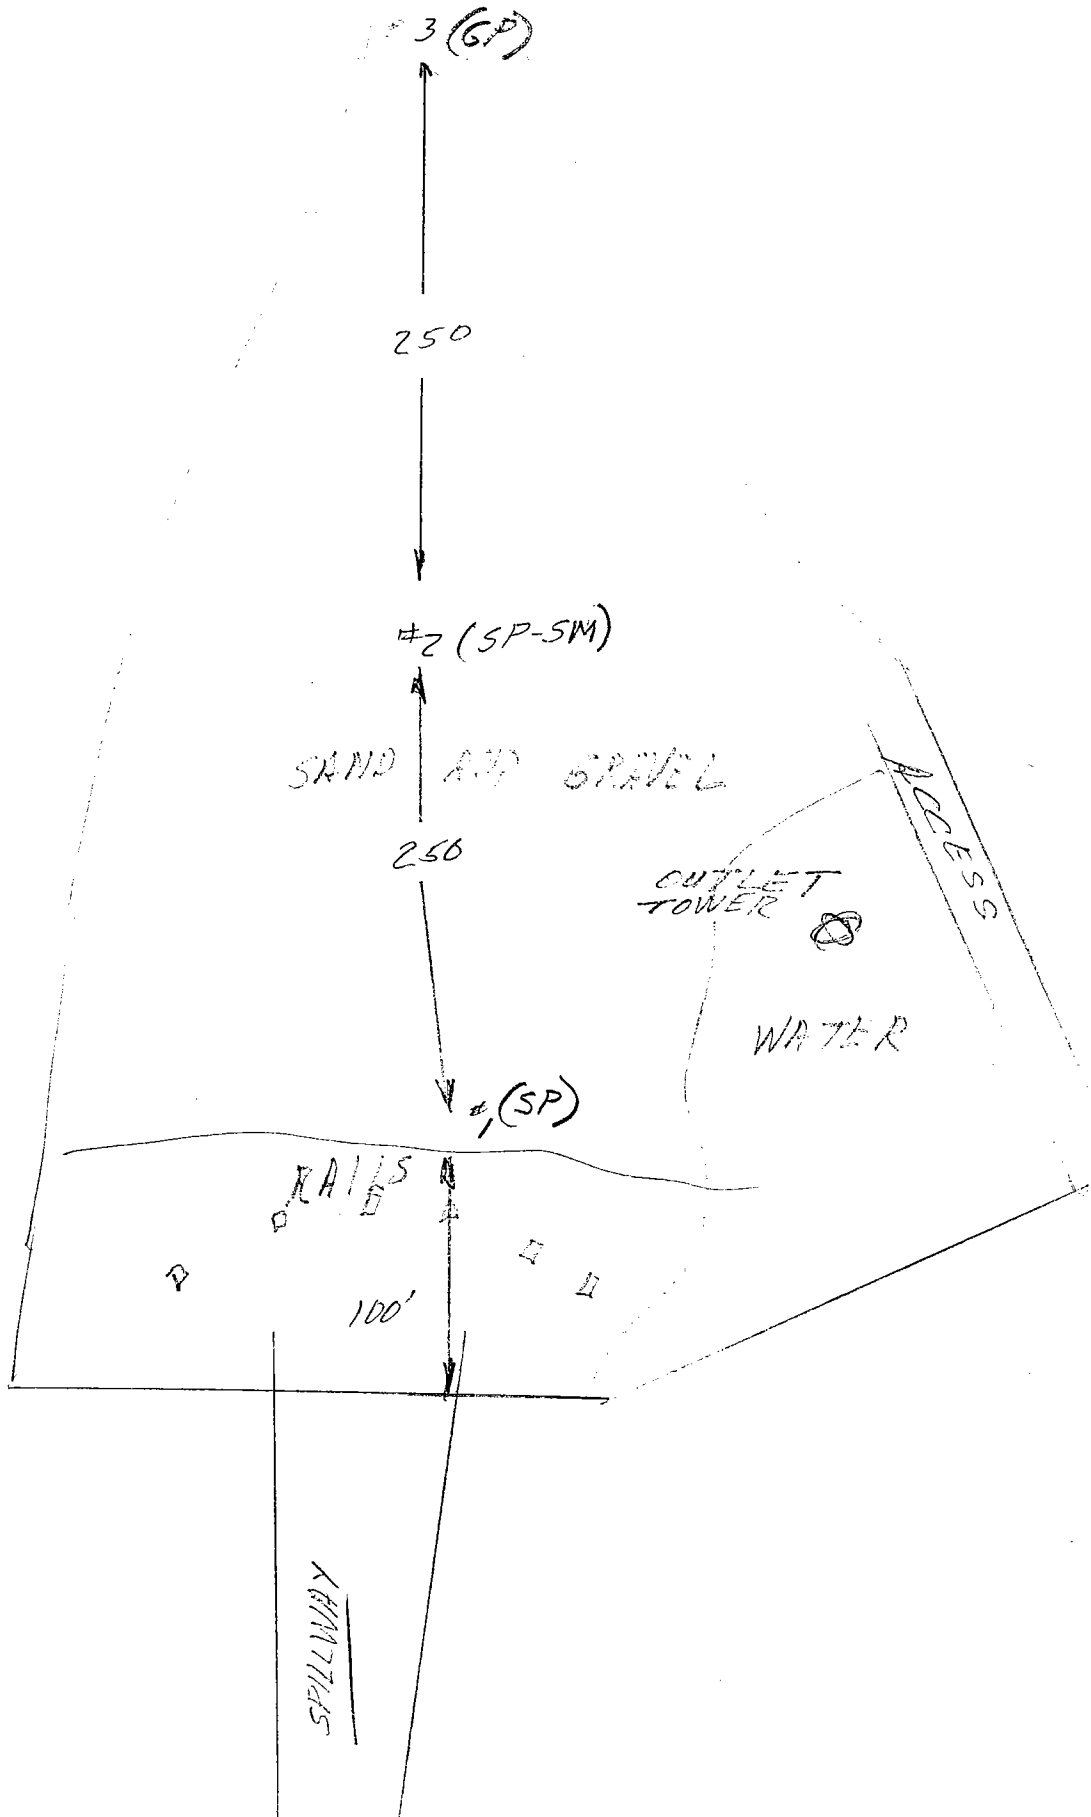 #3 (GP)
250
#2 (SP-SM)
SAND AND GRAVEL
250
ACCESS
OUTLET
TOWER
WATER
#1 (SP)
RAILS
100'
SPILLWAY